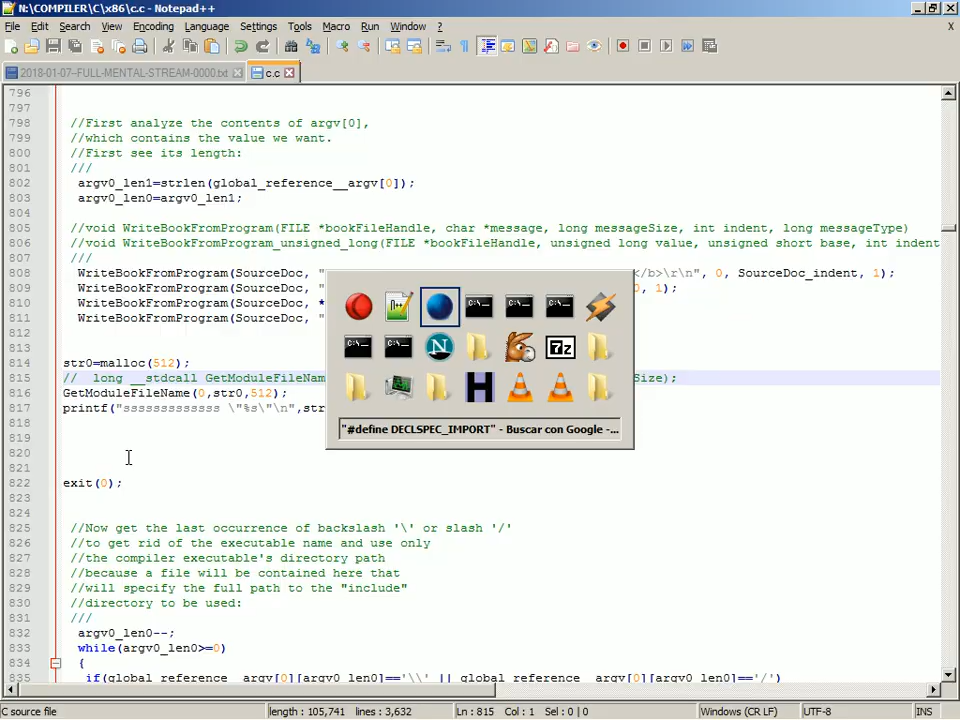 N:\COMPILER\C\x86\c.c - Notepad++
File Edit Search View Encoding Language Settings Tools Macro Run Window ? X
2018-01-07--FULL-MENTAL-STREAM-0000.txt c.c
796
797
798 //First analyze the contents of argv[0],
799 //which contains the value we want.
800 //First see its length:
801 ///
802 argv0_len1=strlen(global_reference__argv[0]);
803 argv0_len0=argv0_len1;
804
805 //void WriteBookFromProgram(FILE *bookFileHandle, char *message, long messageSize, int indent, long messageType)
806 //void WriteBookFromProgram_unsigned_long(FILE *bookFileHandle, unsigned long value, unsigned short base, int indent
807 ///
808 WriteBookFromProgram(SourceDoc, " </b>\r\n", 0, SourceDoc_indent, 1);
809 WriteBookFromProgram(SourceDoc, " 0, 1);
810 WriteBookFromProgram(SourceDoc, *
811 WriteBookFromProgram(SourceDoc, "
812
813
814 str0=malloc(512);
815 // long __stdcall GetModuleFileNam Size);
816 GetModuleFileName(0,str0,512);
817 printf("sssssssssssss \"%s\"\n",str
818
819
820
821
822 exit(0);
823
824
825 //Now get the last occurrence of backslash '\' or slash '/'
826 //to get rid of the executable name and use only
827 //the compiler executable's directory path
828 //because a file will be contained here that
829 //will specify the full path to the "include"
830 //directory to be used:
831 ///
832 argv0_len0--;
833 while(argv0_len0>=0)
834 {
835 if(global_reference__argv[0][argv0_len0]=='\\' || global_reference__argv[0][argv0_len0]=='/')
C:\_
C:\_
C:\_
C:\_
C:\_
N
7z
H
"#define DECLSPEC_IMPORT" - Buscar con Google -...
C source file length : 105,741 lines : 3,632 Ln : 815 Col : 1 Sel : 0 | 0 Windows (CR LF) UTF-8 INS